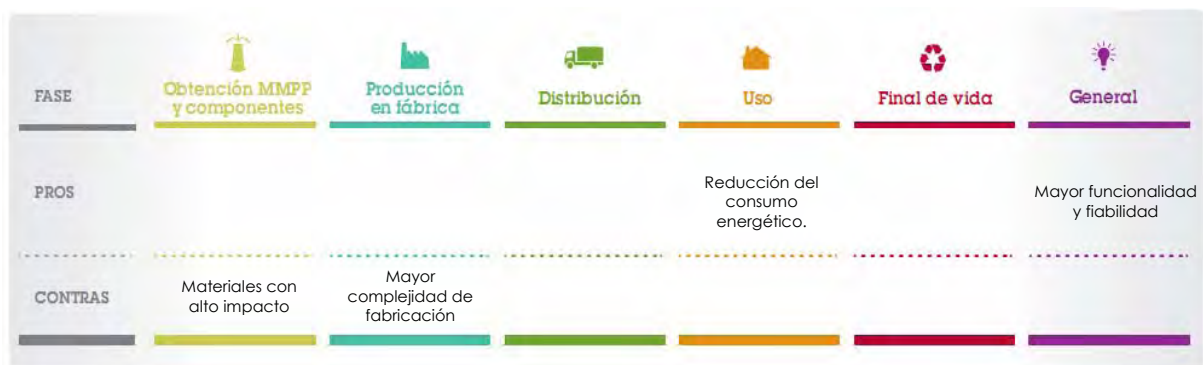 FASE
Obtención MMPP
y componentes
Producción
en fábrica
Distribución
Uso
Final de vida
General
PROS
Reducción del
consumo
energético.
Mayor funcionalidad
y fiabilidad
CONTRAS
Materiales con
alto impacto
Mayor
complejidad de
fabricación